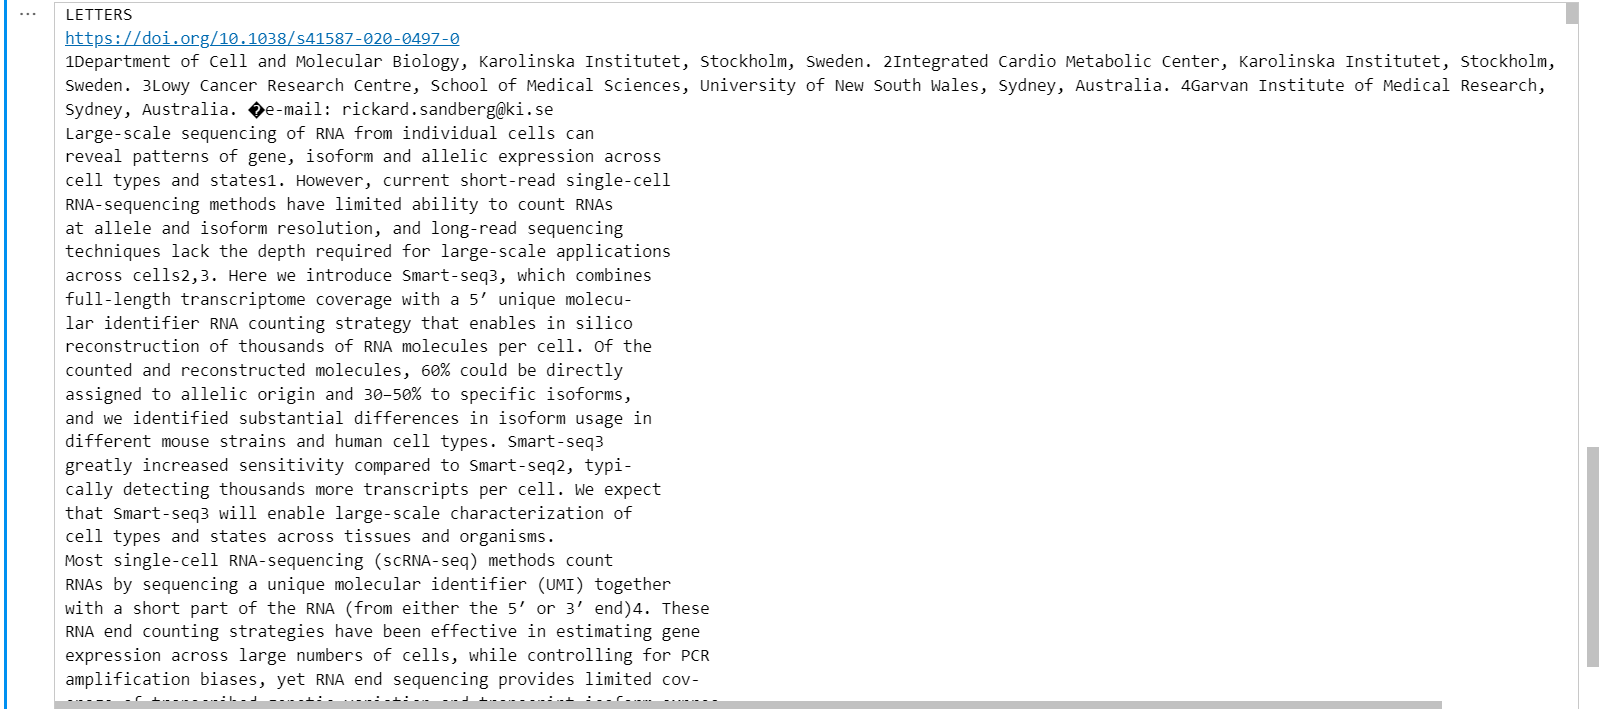 LETTERS
https://doi.org/10.1038/s41587-020-0497-0
1Department of Cell and Molecular Biology, Karolinska Institutet, Stockholm, Sweden. 2Integrated Cardio Metabolic Center, Karolinska Institutet, Stockholm,
Sweden. 3Lowy Cancer Research Centre, School of Medical Sciences, University of New South Wales, Sydney, Australia. 4Garvan Institute of Medical Research,
Sydney, Australia. �e-mail: rickard.sandberg@ki.se
Large-scale sequencing of RNA from individual cells can
reveal patterns of gene, isoform and allelic expression across
cell types and states1. However, current short-read single-cell
RNA-sequencing methods have limited ability to count RNAs
at allele and isoform resolution, and long-read sequencing
techniques lack the depth required for large-scale applications
across cells2,3. Here we introduce Smart-seq3, which combines
full-length transcriptome coverage with a 5′ unique molecu-
lar identifier RNA counting strategy that enables in silico
reconstruction of thousands of RNA molecules per cell. Of the
counted and reconstructed molecules, 60% could be directly
assigned to allelic origin and 30–50% to specific isoforms,
and we identified substantial differences in isoform usage in
different mouse strains and human cell types. Smart-seq3
greatly increased sensitivity compared to Smart-seq2, typi-
cally detecting thousands more transcripts per cell. We expect
that Smart-seq3 will enable large-scale characterization of
cell types and states across tissues and organisms.
Most single-cell RNA-sequencing (scRNA-seq) methods count
RNAs by sequencing a unique molecular identifier (UMI) together
with a short part of the RNA (from either the 5′ or 3′ end)4. These
RNA end counting strategies have been effective in estimating gene
expression across large numbers of cells, while controlling for PCR
amplification biases, yet RNA end sequencing provides limited cov-